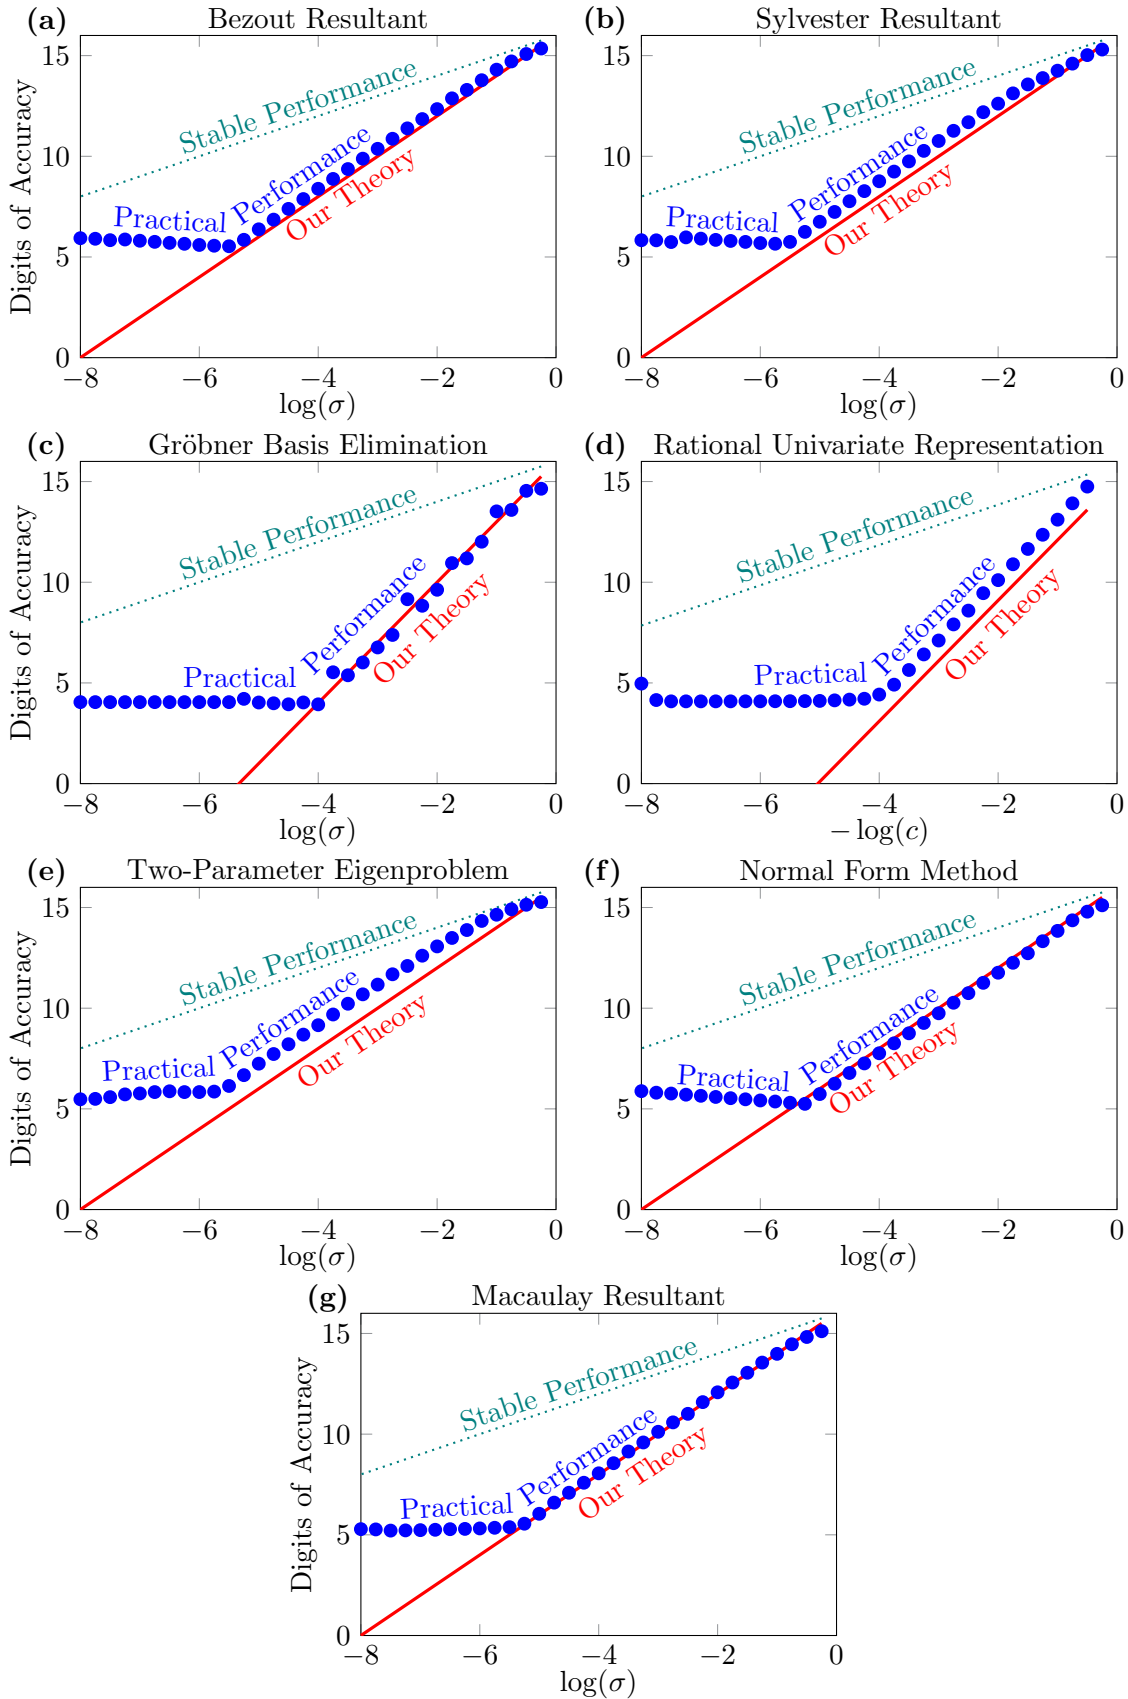 (a) Bezout Resultant
Digits of Accuracy
15
10
5
0
Stable Performance
Practical Performance
Our Theory
−8 −6 −4 −2 0
log(σ)
(b) Sylvester Resultant
15
10
5
0
Stable Performance
Practical Performance
Our Theory
−8 −6 −4 −2 0
log(σ)
(c) Gröbner Basis Elimination
Digits of Accuracy
15
10
5
0
Stable Performance
Practical Performance
Our Theory
−8 −6 −4 −2 0
log(σ)
(d) Rational Univariate Representation
15
10
5
0
Stable Performance
Practical Performance
Our Theory
−8 −6 −4 −2 0
− log(c)
(e) Two-Parameter Eigenproblem
Digits of Accuracy
15
10
5
0
Stable Performance
Practical Performance
Our Theory
−8 −6 −4 −2 0
log(σ)
(f) Normal Form Method
15
10
5
0
Stable Performance
Practical Performance
Our Theory
−8 −6 −4 −2 0
log(σ)
(g) Macaulay Resultant
Digits of Accuracy
15
10
5
0
Stable Performance
Practical Performance
Our Theory
−8 −6 −4 −2 0
log(σ)